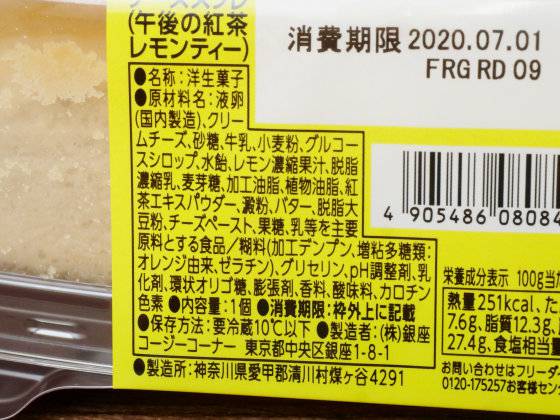 (午後の紅茶
レモンティー)
消費期限 2020.07.01
FRG RD 09
●名称:洋生菓子
●原材料名:液卵
(国内製造)、クリー
ムチーズ、砂糖、牛乳、小麦粉、グルコー
スシロップ、水飴、レモン濃縮果汁、脱脂
濃縮乳、麦芽糖、加工油脂、植物油脂、紅
茶エキスパウダー、澱粉、バター、脱脂大
豆粉、チーズペースト、果糖、乳等を主要
原料とする食品/糊料(加工デンプン、増粘多糖類:
オレンジ由来、ゼラチン)、グリセリン、pH調整剤、乳
化剤、環状オリゴ糖、膨張剤、香料、酸味料、カロチン
色素 ●内容量:1個 ●消費期限:枠外上に記載
●保存方法:要冷蔵10℃以下 ●製造者:(株)銀座
コージーコーナー 東京都中央区銀座1-8-1
●製造所:神奈川県愛甲郡清川村煤ヶ谷4291
4 905486 08084
栄養成分表示 100g当
熱量251kcal、た
7.6g、脂質12.3g、
27.4g、食塩相当量
お問い合わせはフリーダ
0120-175257お客様